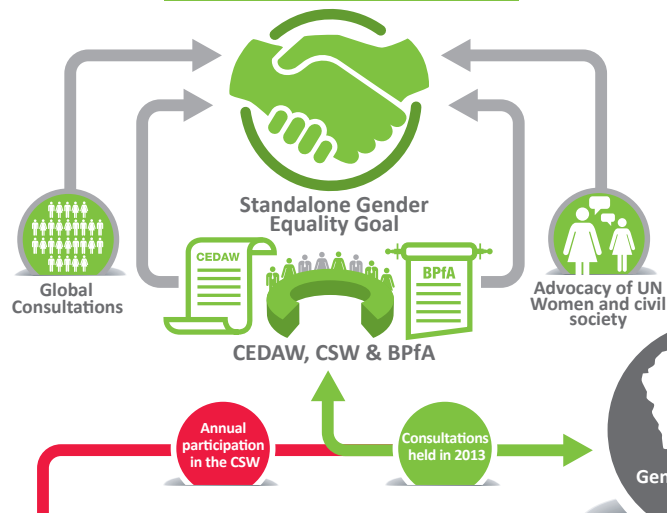 Standalone Gender
Equality Goal
CEDAW
BPfA
Global
Consultations
Advocacy of UN
Women and civil
society
CEDAW, CSW & BPfA
Annual
participation
in the CSW
Consultations
held in 2013